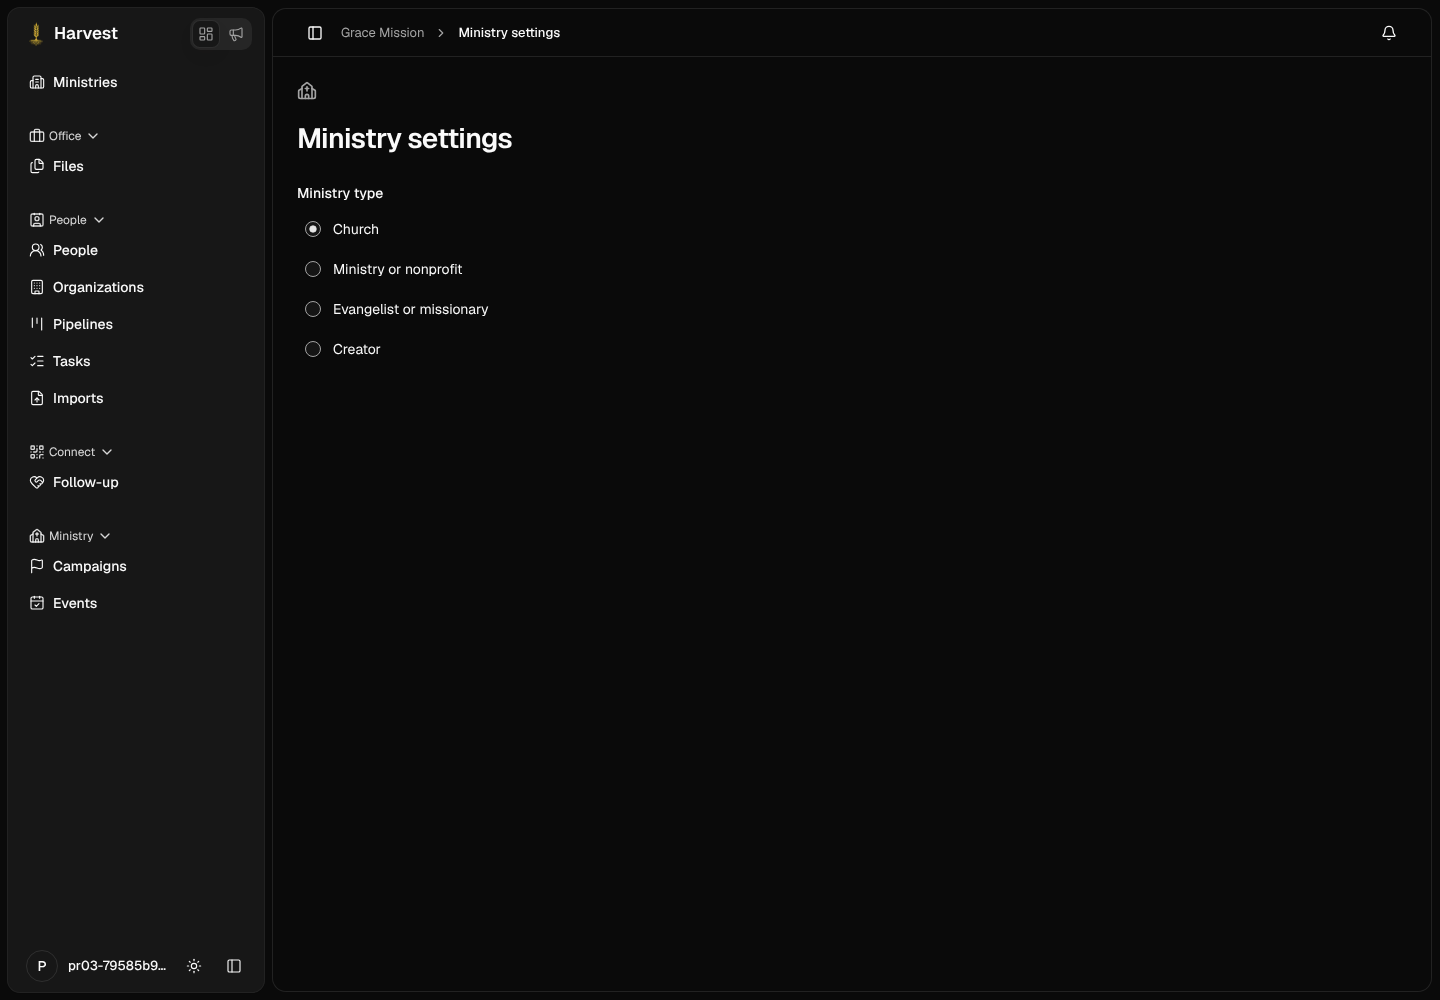 Harvest
Ministries
Office
Files
People
People
Organizations
Pipelines
Tasks
Imports
Connect
Follow-up
Ministry
Campaigns
Events
P
pr03-79585b9...
Grace Mission
Ministry settings
Ministry settings
Ministry type
Church
Ministry or nonprofit
Evangelist or missionary
Creator